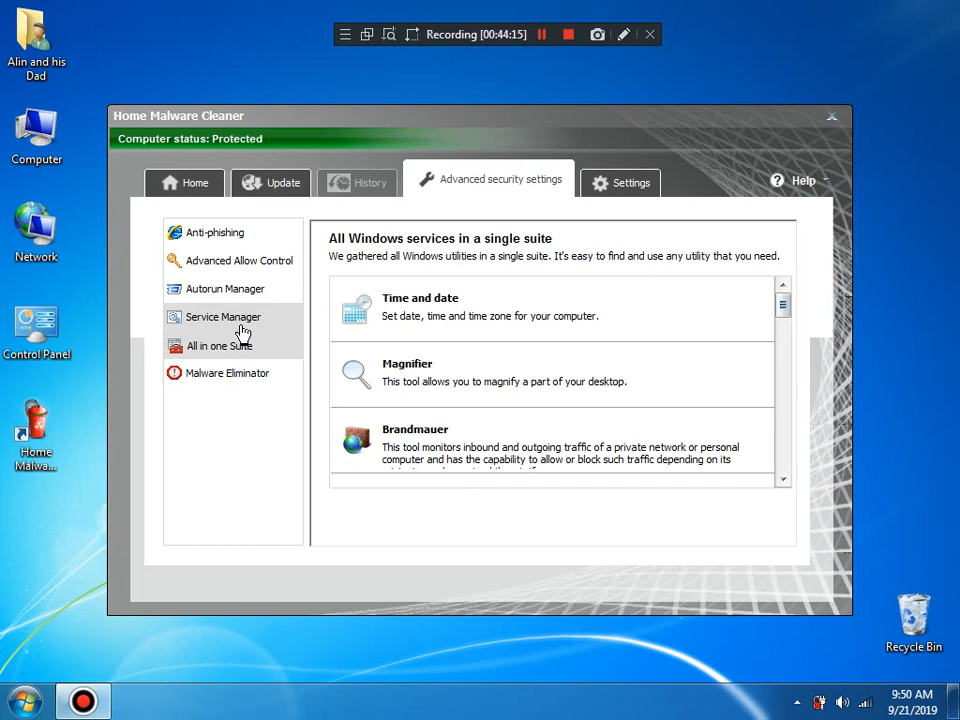 Alin and his
Dad
Computer
Network
Control Panel
Home
Malwa...
Recording [00:44:15]
Home Malware Cleaner
Computer status: Protected
Home
Update
History
Advanced security settings
Settings
Help
Anti-phishing
Advanced Allow Control
Autorun Manager
Service Manager
All in one Suite
Malware Eliminator
All Windows services in a single suite
We gathered all Windows utilities in a single suite. It's easy to find and use any utility that you need.
Time and date
Set date, time and time zone for your computer.
Magnifier
This tool allows you to magnify a part of your desktop.
Brandmauer
This tool monitors inbound and outgoing traffic of a private network or personal
computer and has the capability to allow or block such traffic depending on its
Recycle Bin
9:50 AM
9/21/2019